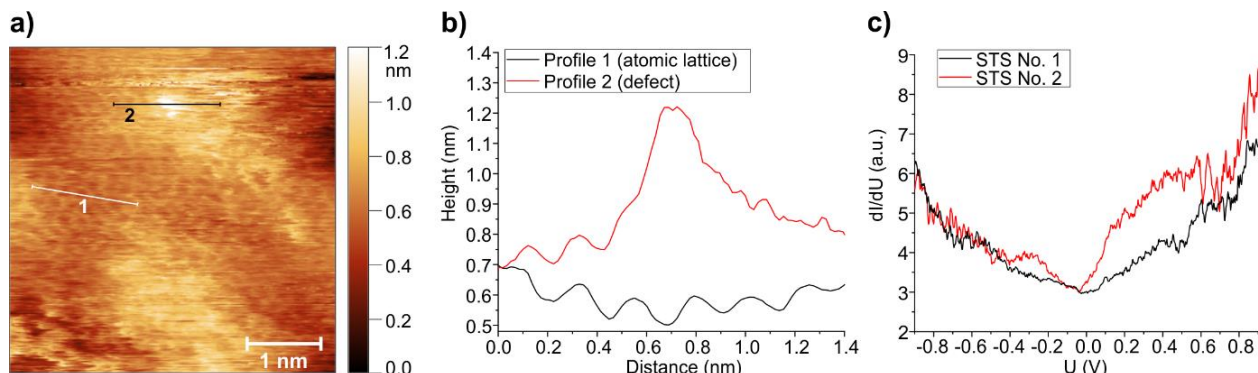 a)
1.2
nm
1.0
0.8
0.6
0.4
0.2
0.0
2
1
1 nm
b)
Profile 1 (atomic lattice)
Profile 2 (defect)
Height (nm)
1.4
1.3
1.2
1.1
1.0
0.9
0.8
0.7
0.6
0.5
0.0 0.2 0.4 0.6 0.8 1.0 1.2 1.4
Distance (nm)
c)
STS No. 1
STS No. 2
dI/dU (a.u.)
9
8
7
6
5
4
3
2
-0.8 -0.6 -0.4 -0.2 0.0 0.2 0.4 0.6 0.8
U (V)